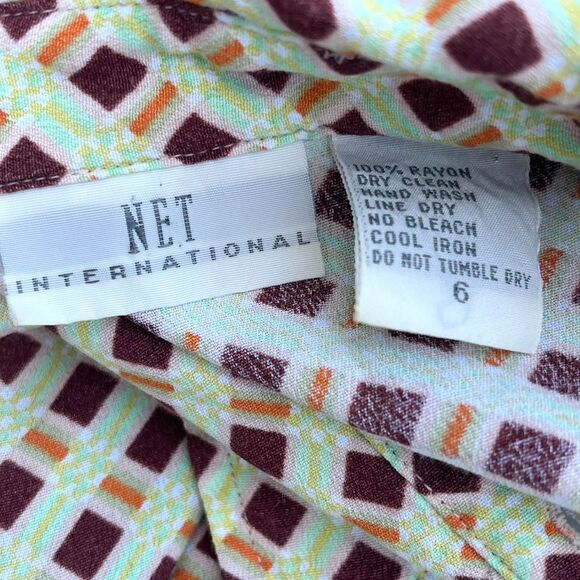 NET
INTERNATIONAL
100% RAYON
DRY CLEAN
HAND WASH
LINE DRY
NO BLEACH
COOL IRON
DO NOT TUMBLE DRY
6